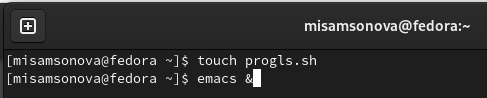 misamsonova@fedora:~
[misamsonova@fedora ~]$ touch progls.sh
[misamsonova@fedora ~]$ emacs &